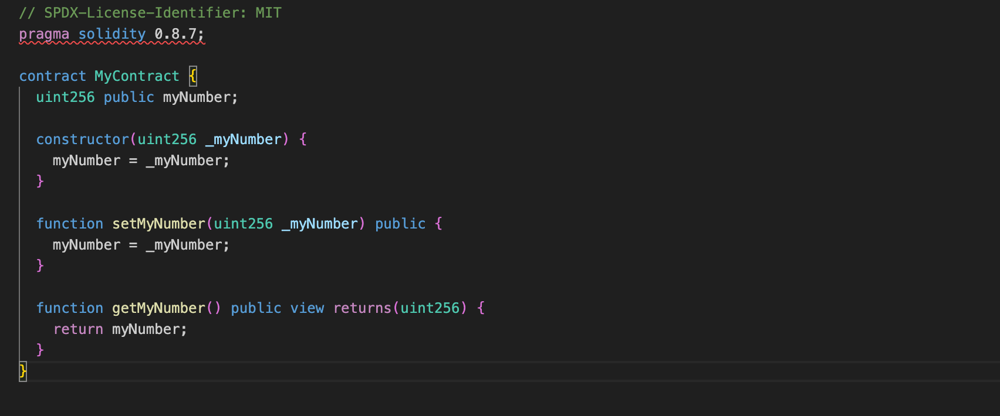 // SPDX-License-Identifier: MIT
pragma solidity 0.8.7;
contract MyContract {
uint256 public myNumber;
constructor(uint256 _myNumber) {
myNumber = _myNumber;
}
function setMyNumber(uint256 _myNumber) public {
myNumber = _myNumber;
}
function getMyNumber() public view returns(uint256) {
return myNumber;
}
}